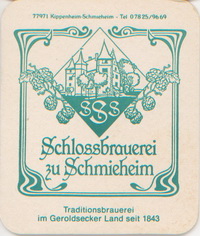 77971 Kippenheim-Schmieheim - Tel 07825/9669
SSS
Schlossbrauerei
zu Schmieheim
Traditionsbrauerei
im Geroldsecker Land seit 1843